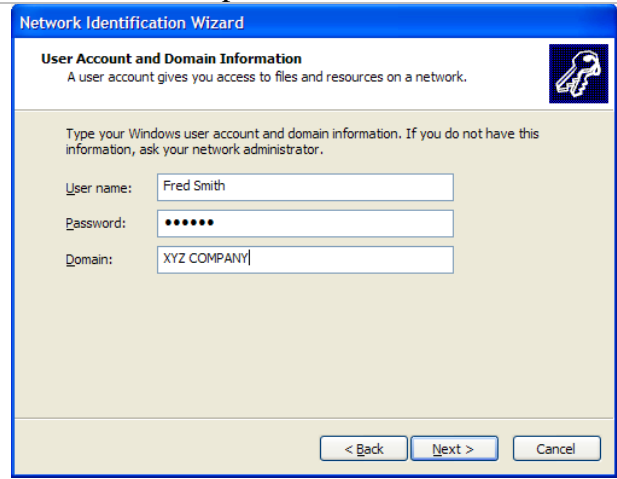 Network Identification Wizard
User Account and Domain Information
A user account gives you access to files and resources on a network.
Type your Windows user account and domain information. If you do not have this
information, ask your network administrator.
User name: Fred Smith
Password: ●●●●●●
Domain: XYZ COMPANY
< Back Next > Cancel